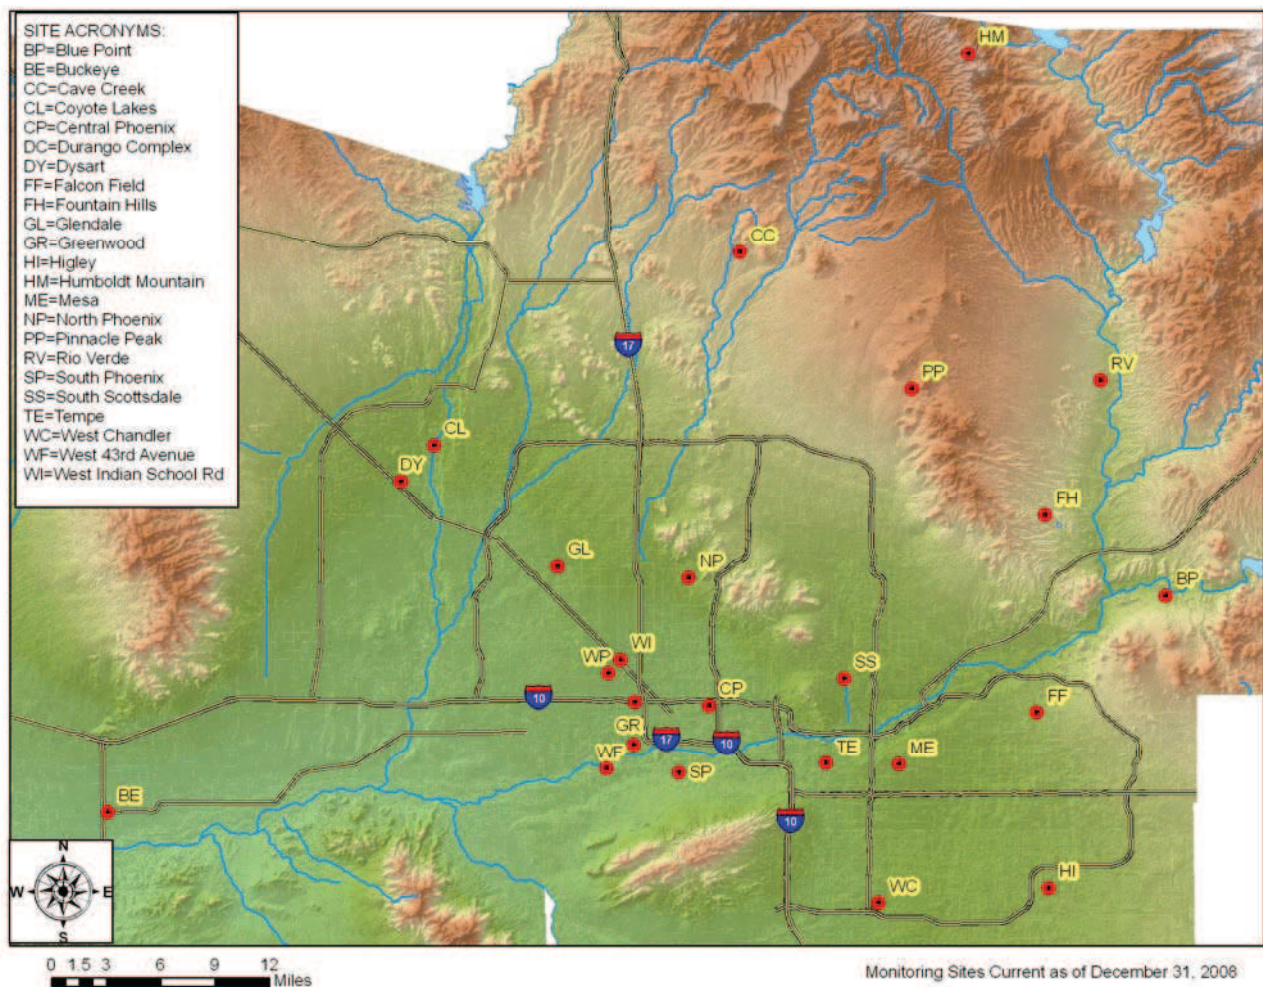 SITE ACRONYMS:
BP=Blue Point
BE=Buckeye
CC=Cave Creek
CL=Coyote Lakes
CP=Central Phoenix
DC=Durango Complex
DY=Dysart
FF=Falcon Field
FH=Fountain Hills
GL=Glendale
GR=Greenwood
HI=Higley
HM=Humboldt Mountain
ME=Mesa
NP=North Phoenix
PP=Pinnacle Peak
RV=Rio Verde
SP=South Phoenix
SS=South Scottsdale
TE=Tempe
WC=West Chandler
WF=West 43rd Avenue
WI=West Indian School Rd
HM
CC
17
PP
RV
CL
DY
FH
GL
NP
BP
WI
WP
SS
10
CP
FF
GR
17
10
WF
TE
ME
SP
BE
10
HI
WC
N
W
E
S
0 1.5 3 6 9 12
Miles
Monitoring Sites Current as of December 31, 2008